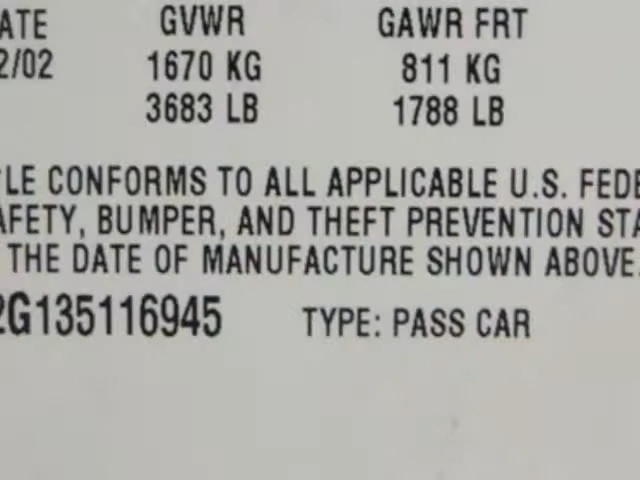 ATE GVWR GAWR FRT
2/02 1670 KG 811 KG
3683 LB 1788 LB
LE CONFORMS TO ALL APPLICABLE U.S. FEDE
AFETY, BUMPER, AND THEFT PREVENTION STA
THE DATE OF MANUFACTURE SHOWN ABOVE.
2G135116945 TYPE: PASS CAR